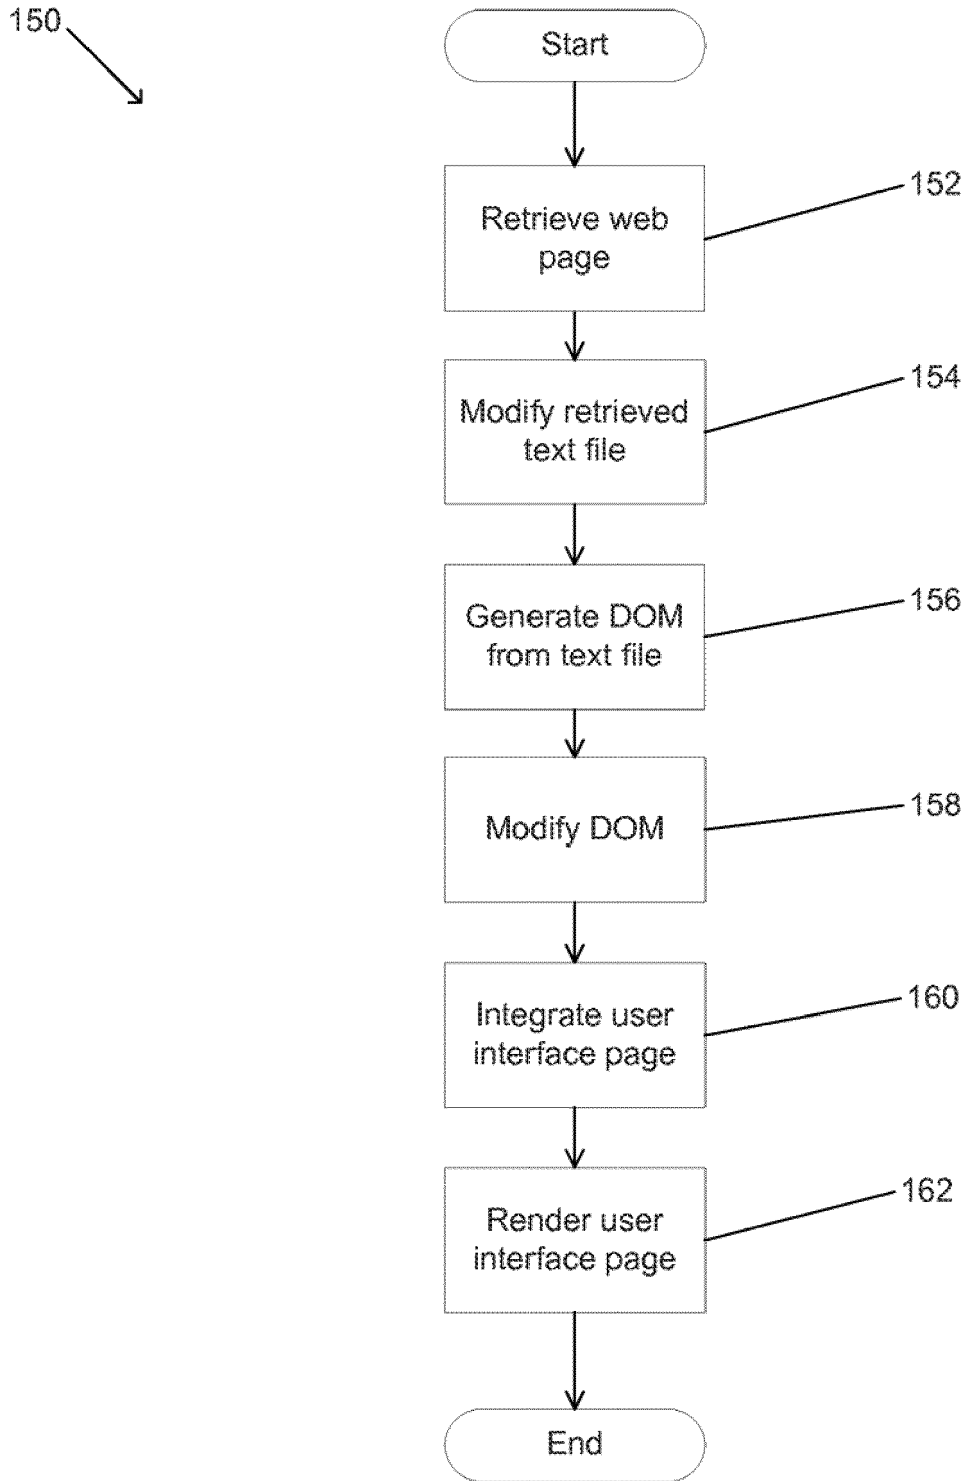 150
Start
152
Retrieve web
page
154
Modify retrieved
text file
156
Generate DOM
from text file
158
Modify DOM
160
Integrate user
interface page
162
Render user
interface page
End